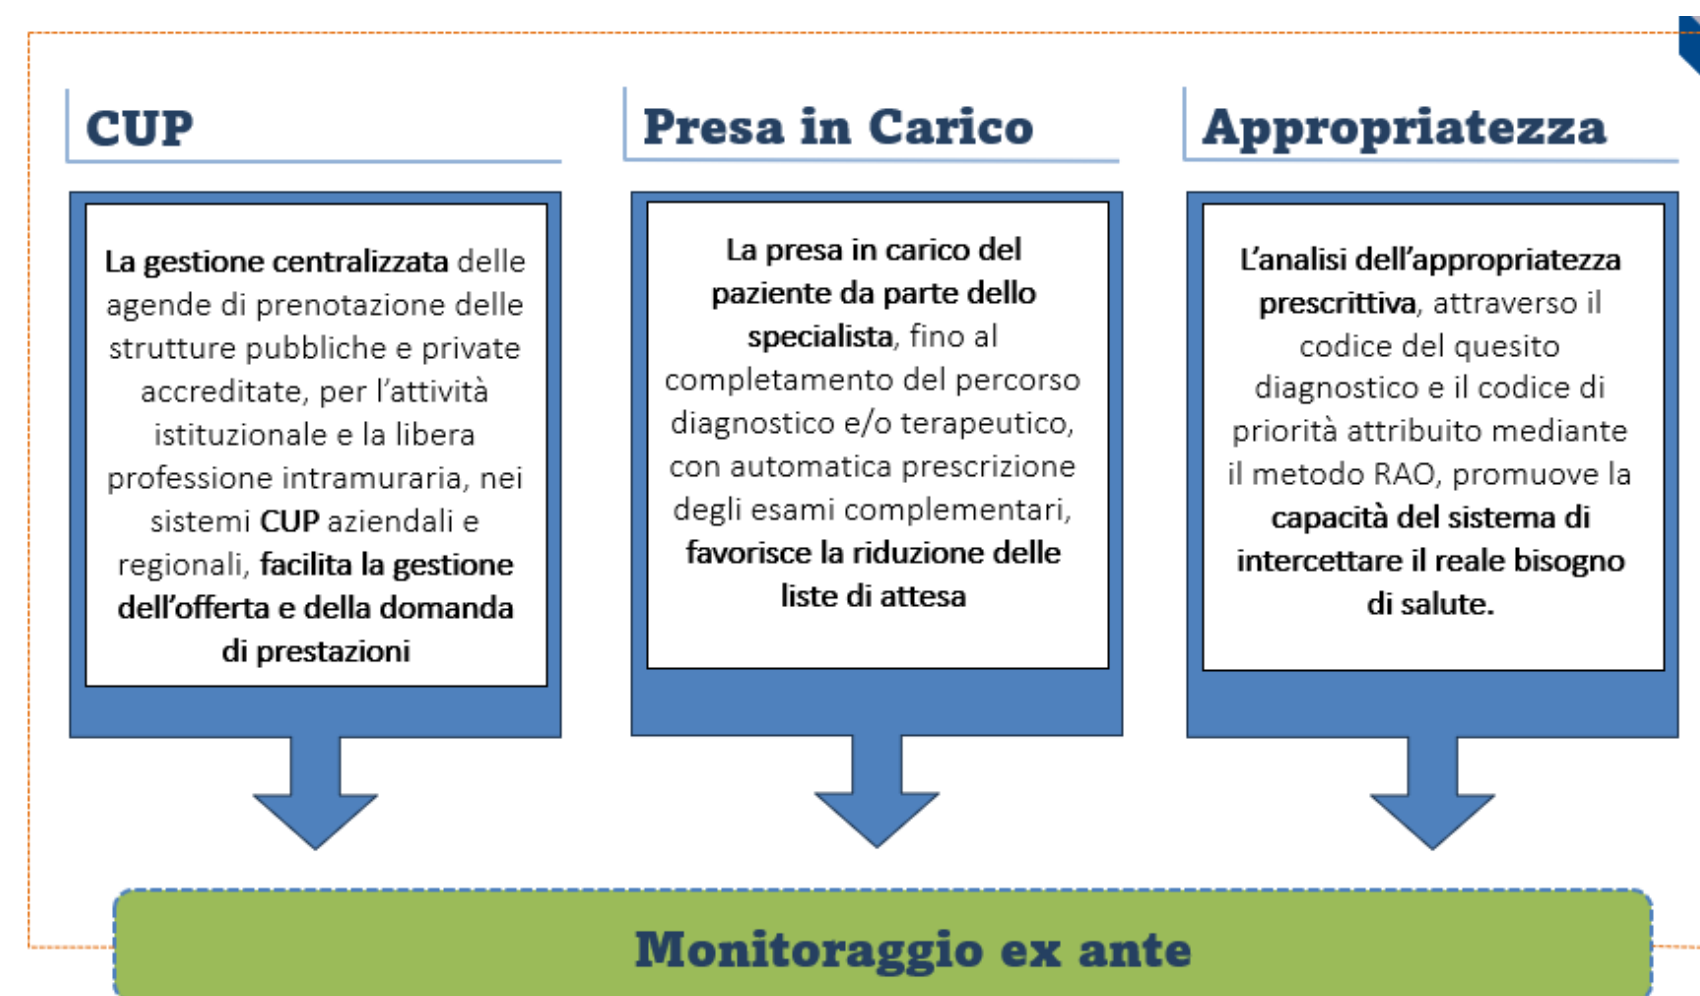 CUP
La gestione centralizzata delle
agende di prenotazione delle
strutture pubbliche e private
accreditate, per l’attività
istituzionale e la libera
professione intramuraria, nei
sistemi CUP aziendali e
regionali, facilita la gestione
dell’offerta e della domanda
di prestazioni
Presa in Carico
La presa in carico del
paziente da parte dello
specialista, fino al
completamento del percorso
diagnostico e/o terapeutico,
con automatica prescrizione
degli esami complementari,
favorisce la riduzione delle
liste di attesa
Appropriatezza
L’analisi dell’appropriatezza
prescrittiva, attraverso il
codice del quesito
diagnostico e il codice di
priorità attribuito mediante
il metodo RAO, promuove la
capacità del sistema di
intercettare il reale bisogno
di salute.
Monitoraggio ex ante